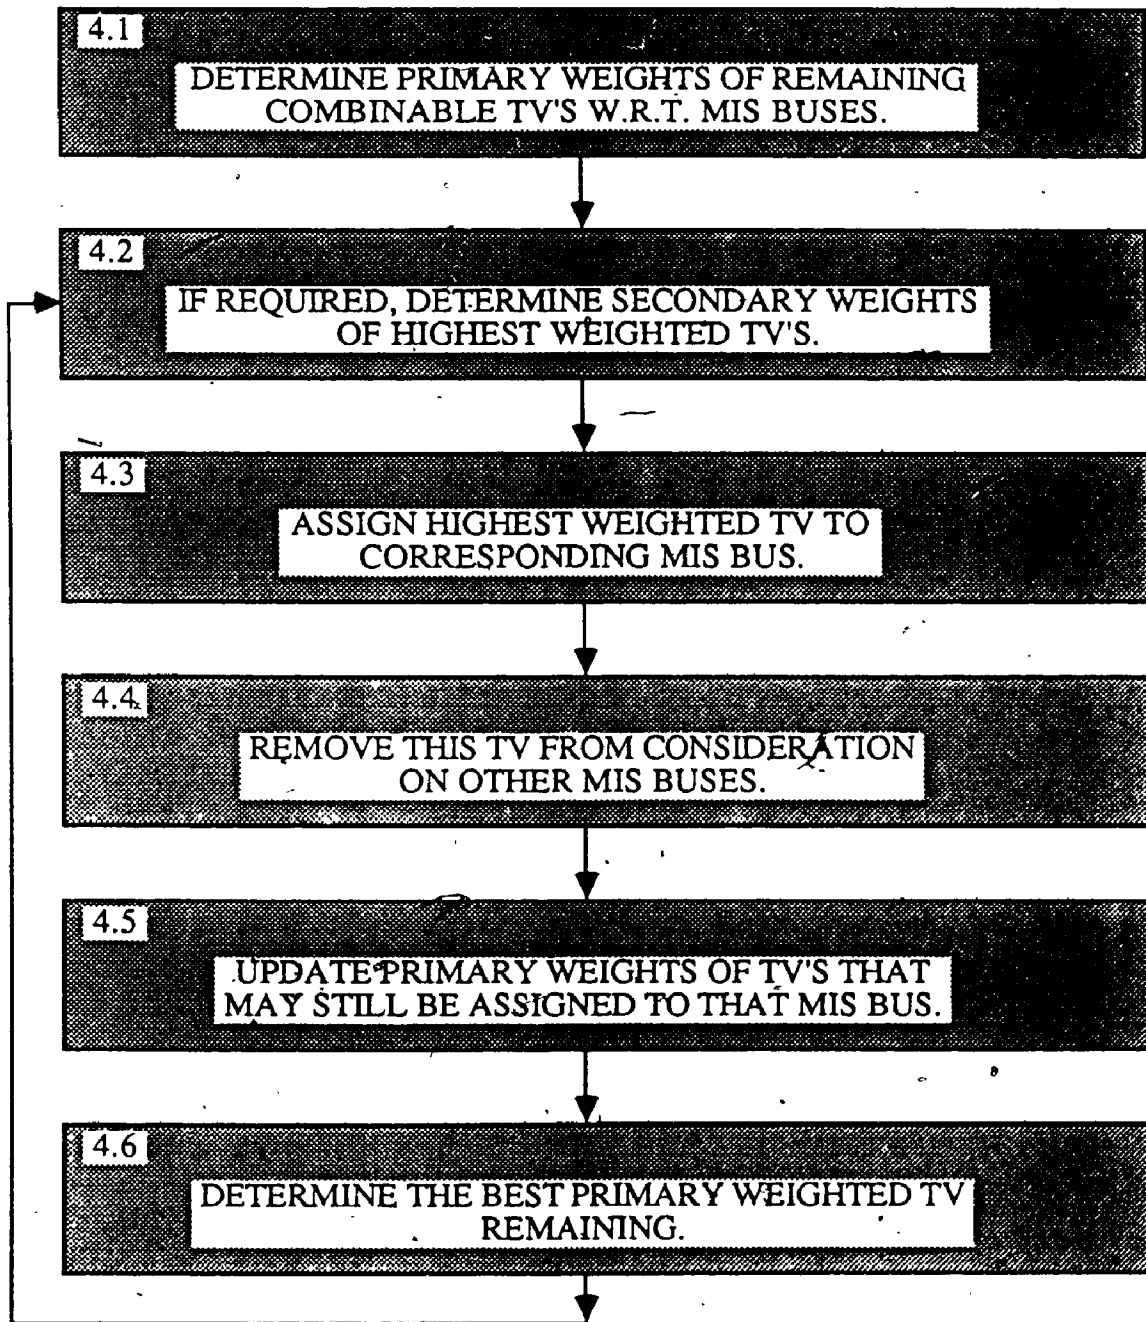 4.1
DETERMINE PRIMARY WEIGHTS OF REMAINING
COMBINABLE TV'S W.R.T. MIS BUSES.
4.2
IF REQUIRED, DETERMINE SECONDARY WEIGHTS
OF HIGHEST WEIGHTED TV'S.
4.3
ASSIGN HIGHEST WEIGHTED TV TO
CORRESPONDING MIS BUS.
4.4
REMOVE THIS TV FROM CONSIDERATION
ON OTHER MIS BUSES.
4.5
UPDATE PRIMARY WEIGHTS OF TV'S THAT
MAY STILL BE ASSIGNED TO THAT MIS BUS.
4.6
DETERMINE THE BEST PRIMARY WEIGHTED TV
REMAINING.